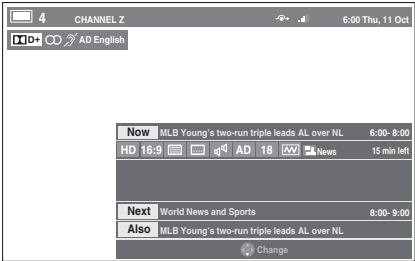 4 CHANNEL Z 6:00 Thu, 11 Oct
D+ AD English
Now MLB Young's two-run triple leads AL over NL 6:00- 8:00
HD 16:9 AD 18 News 15 min left
Next World News and Sports 8:00- 9:00
Also MLB Young's two-run triple leads AL over NL
Change